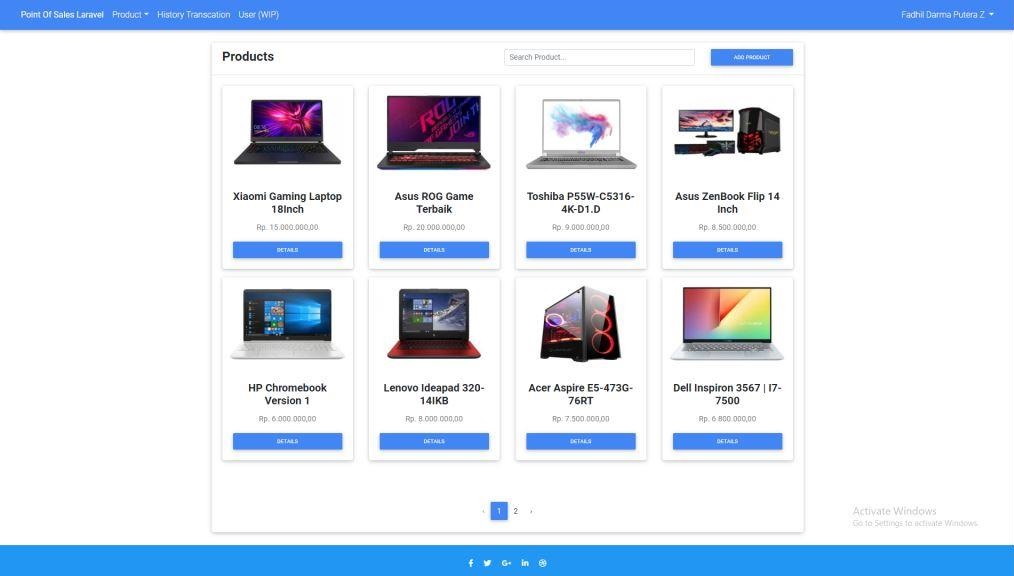 Point Of Sales Laravel Product History Transcation User (WIP) Fadhil Darma Putera Z
Products Search Product... ADD PRODUCT
Xiaomi Gaming Laptop
18Inch
Rp. 15.000.000,00
DETAILS
Asus ROG Game
Terbaik
Rp. 20.000.000,00
DETAILS
Toshiba P55W-C5316-
4K-D1.D
Rp. 9.000.000,00
DETAILS
Asus ZenBook Flip 14
Inch
Rp. 8.500.000,00
DETAILS
HP Chromebook
Version 1
Rp. 6.000.000,00
DETAILS
Lenovo Ideapad 320-
14IKB
Rp. 8.000.000,00
DETAILS
Acer Aspire E5-473G-
76RT
Rp. 7.500.000,00
DETAILS
Dell Inspiron 3567 | I7-
7500
Rp. 6.800.000,00
DETAILS
‹ 1 2 ›
Activate Windows
Go to Settings to activate Windows.